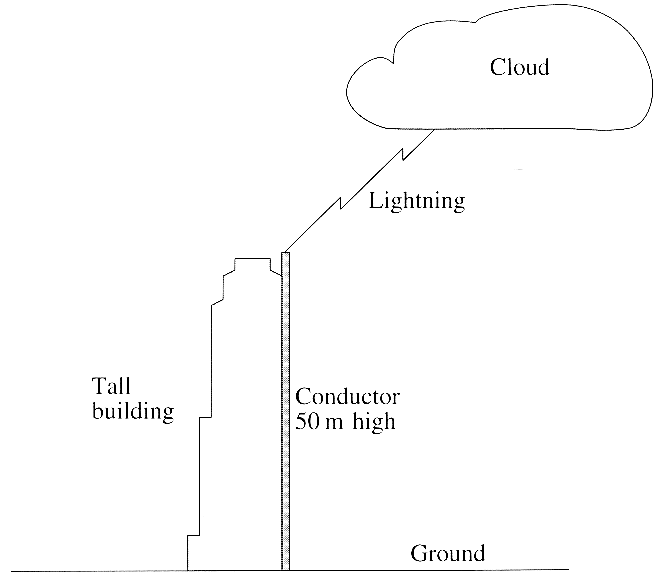 Cloud
Lightning
Tall
building
Conductor
50 m high
Ground